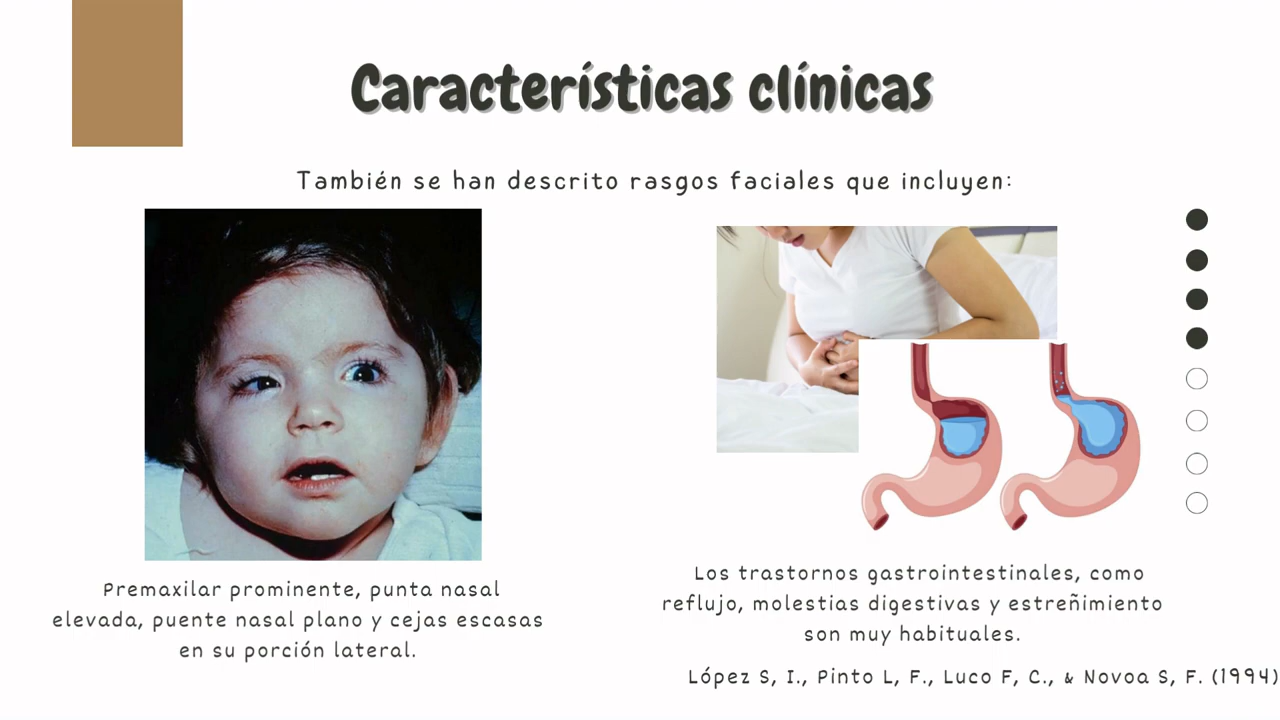 Características clínicas
También se han descrito rasgos faciales que incluyen:
Premaxilar prominente, punta nasal
elevada, puente nasal plano y cejas escasas
en su porción lateral.
Los trastornos gastrointestinales, como
reflujo, molestias digestivas y estreñimiento
son muy habituales.
López S, I., Pinto L, F., Luco F, C., & Novoa S, F. (1994)